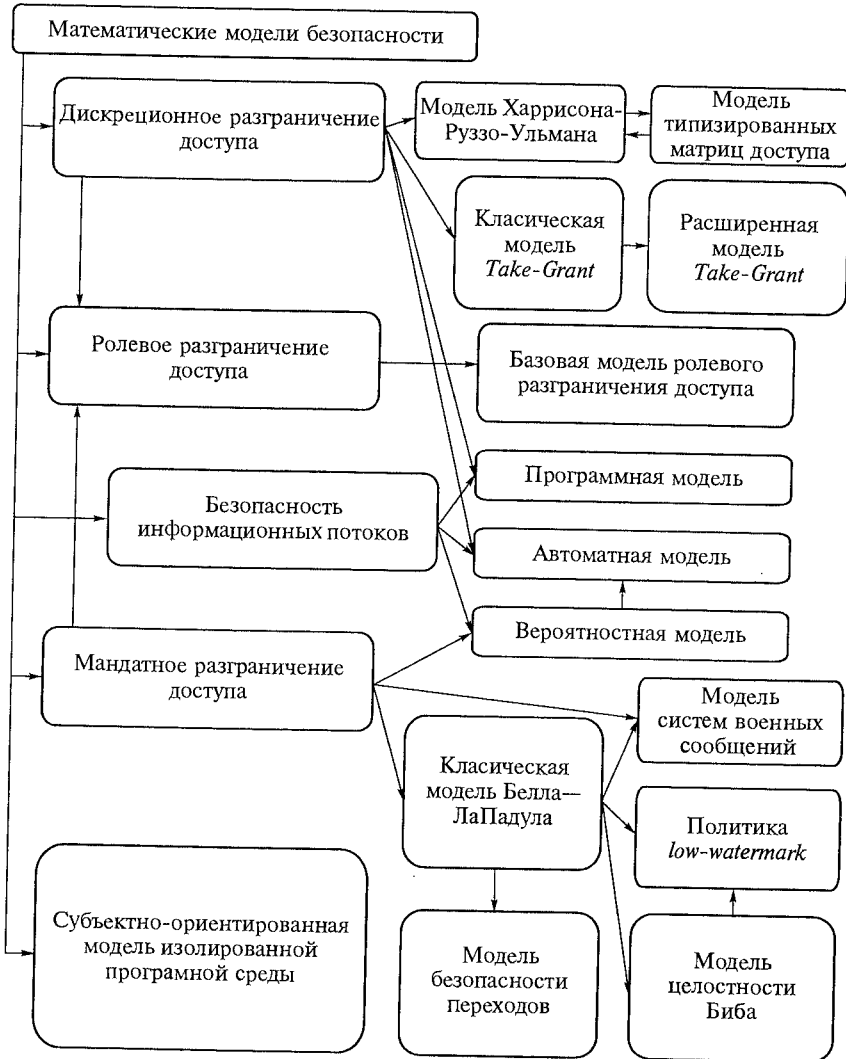 Математические модели безопасности
Дискреционное разграничение
доступа
Модель Харрисона-
Руззо-Ульмана
Модель
типизированных
матриц доступа
Класическая
модель
Take-Grant
Расширенная
модель
Take-Grant
Ролевое разграничение
доступа
Базовая модель ролевого
разграничения доступа
Безопасность
информационных потоков
Программная модель
Автоматная модель
Вероятностная модель
Мандатное разграничение
доступа
Модель
систем военных
сообщений
Класическая
модель Белла—
ЛаПадула
Политика
low-watermark
Субъектно-ориентированная
модель изолированной
програмной среды
Модель
безопасности
переходов
Модель
целостности
Биба